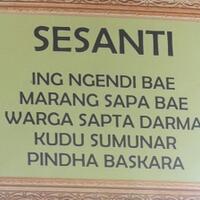 SESANTI
ING NGENDI BAE
MARANG SAPA BAE
WARGA SAPTA DARMA
KUDU SUMUNAR
PINDHA BASKARA